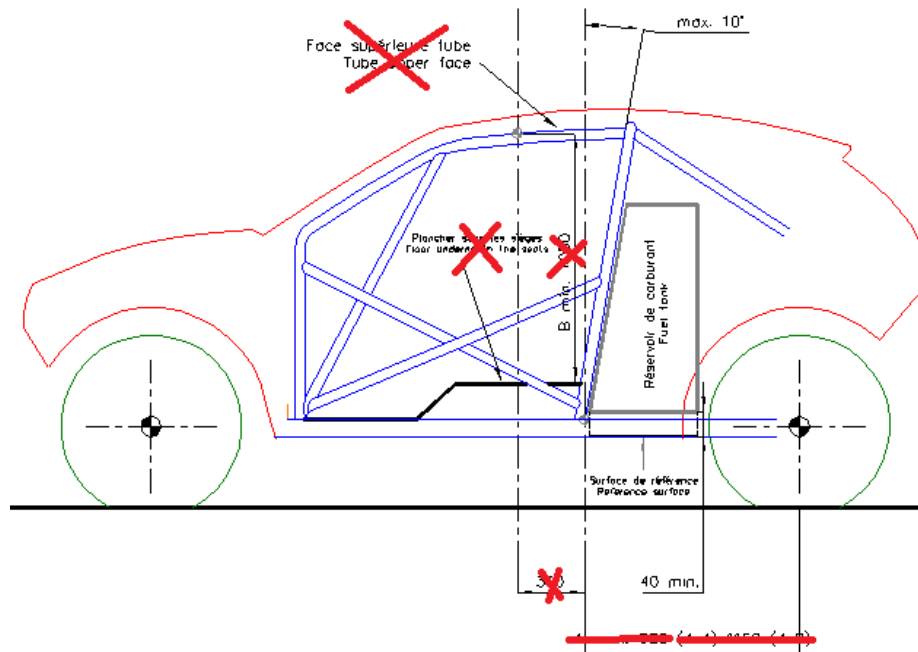 max. 10°
Face supérieure tube
Tube upper face
Plancher sous les sièges
Floor underneath the seats
B min.
Réservoir de carburant
Fuel tank
Surface de référence
Reference surface
40 min.